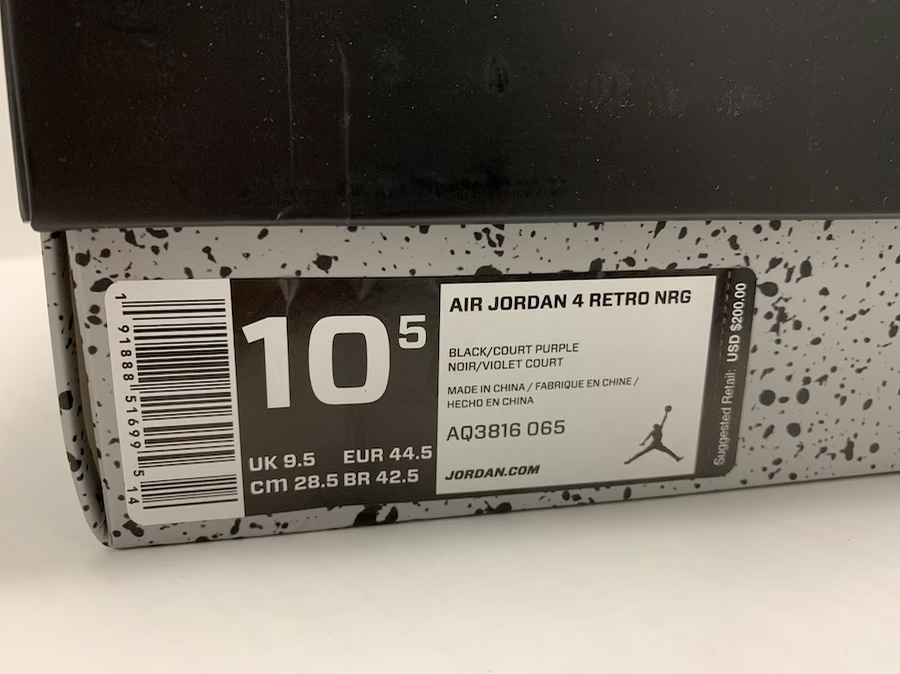 1 91888 51699 5 14
10 5
UK 9.5 EUR 44.5
cm 28.5 BR 42.5
AIR JORDAN 4 RETRO NRG
BLACK/COURT PURPLE
NOIR/VIOLET COURT
MADE IN CHINA / FABRIQUE EN CHINE /
HECHO EN CHINA
AQ3816 065
JORDAN.COM
Suggested Retail: USD $200.00